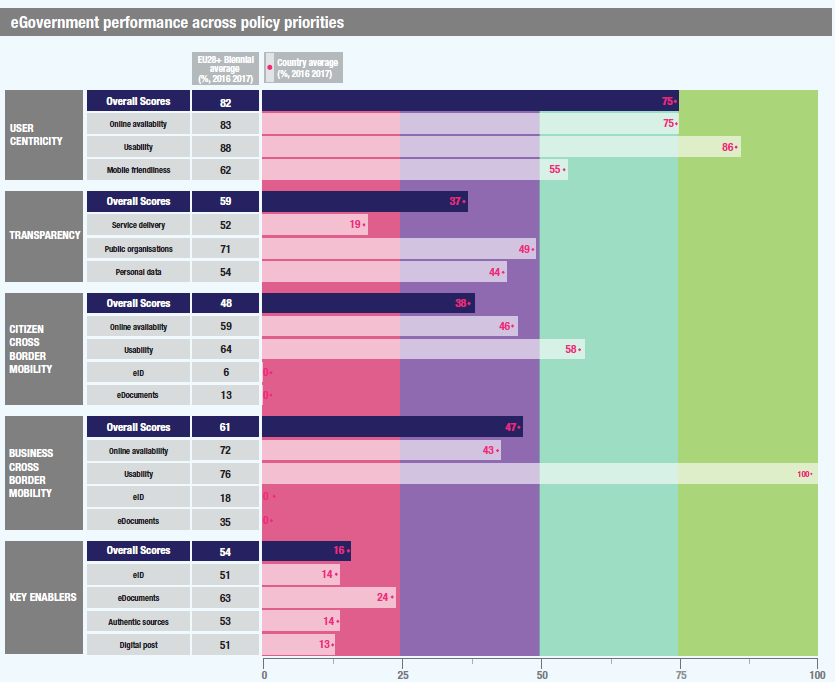 eGovernment performance across policy priorities
EU28+ Biennial
average
(%, 2016 2017)
Country average
(%, 2016 2017)
USER
CENTRICITY
Overall Scores 82 75
Online availablity 83 75
Usability 88 86
Mobile friendliness 62 55
TRANSPARENCY
Overall Scores 59 37
Service delivery 52 19
Public organisations 71 49
Personal data 54 44
CITIZEN
CROSS
BORDER
MOBILITY
Overall Scores 48 38
Online availablity 59 46
Usability 64 58
eID 6 0
eDocuments 13 0
BUSINESS
CROSS
BORDER
MOBILITY
Overall Scores 61 47
Online availability 72 43
Usability 76 100
eID 18 0
eDocuments 35 0
KEY ENABLERS
Overall Scores 54 16
eID 51 14
eDocuments 63 24
Authentic sources 53 14
Digital post 51 13
0 25 50 75 100